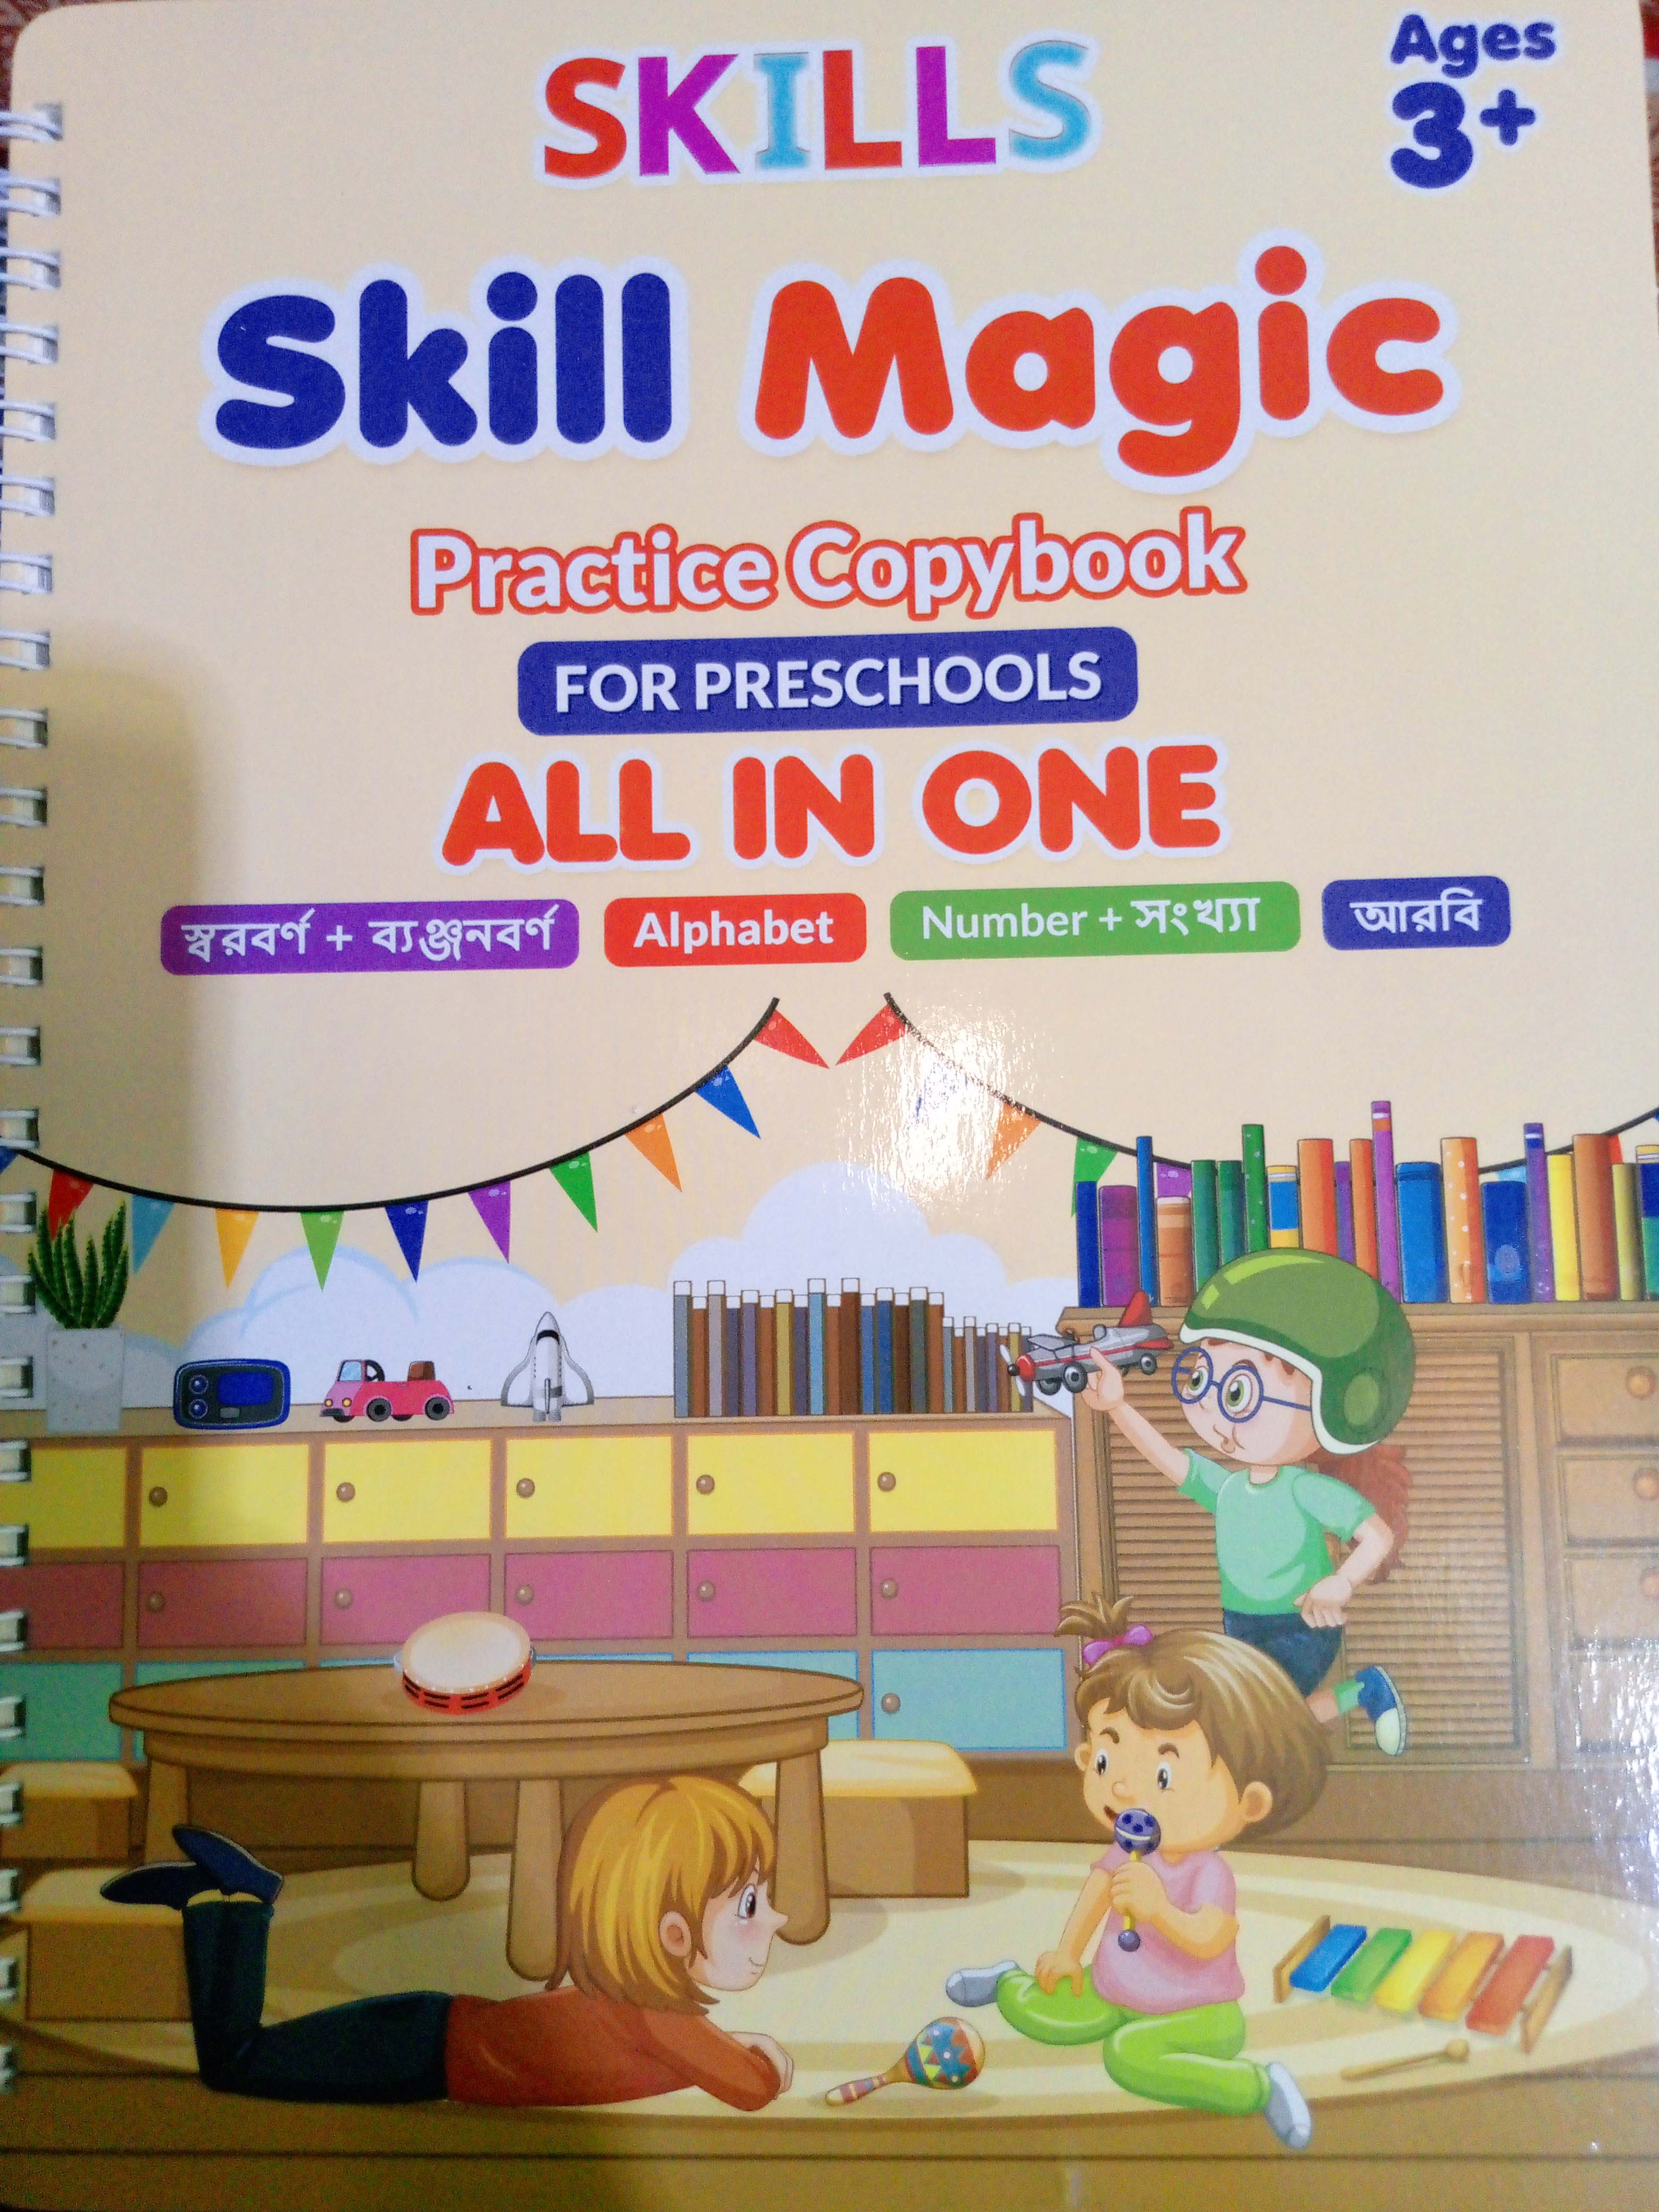 SKILLS
Ages
3+
Skill Magic
Practice Copybook
FOR PRESCHOOLS
ALL IN ONE
স্বরবর্ণ + ব্যঞ্জনবর্ণ Alphabet Number + সংখ্যা আরবি